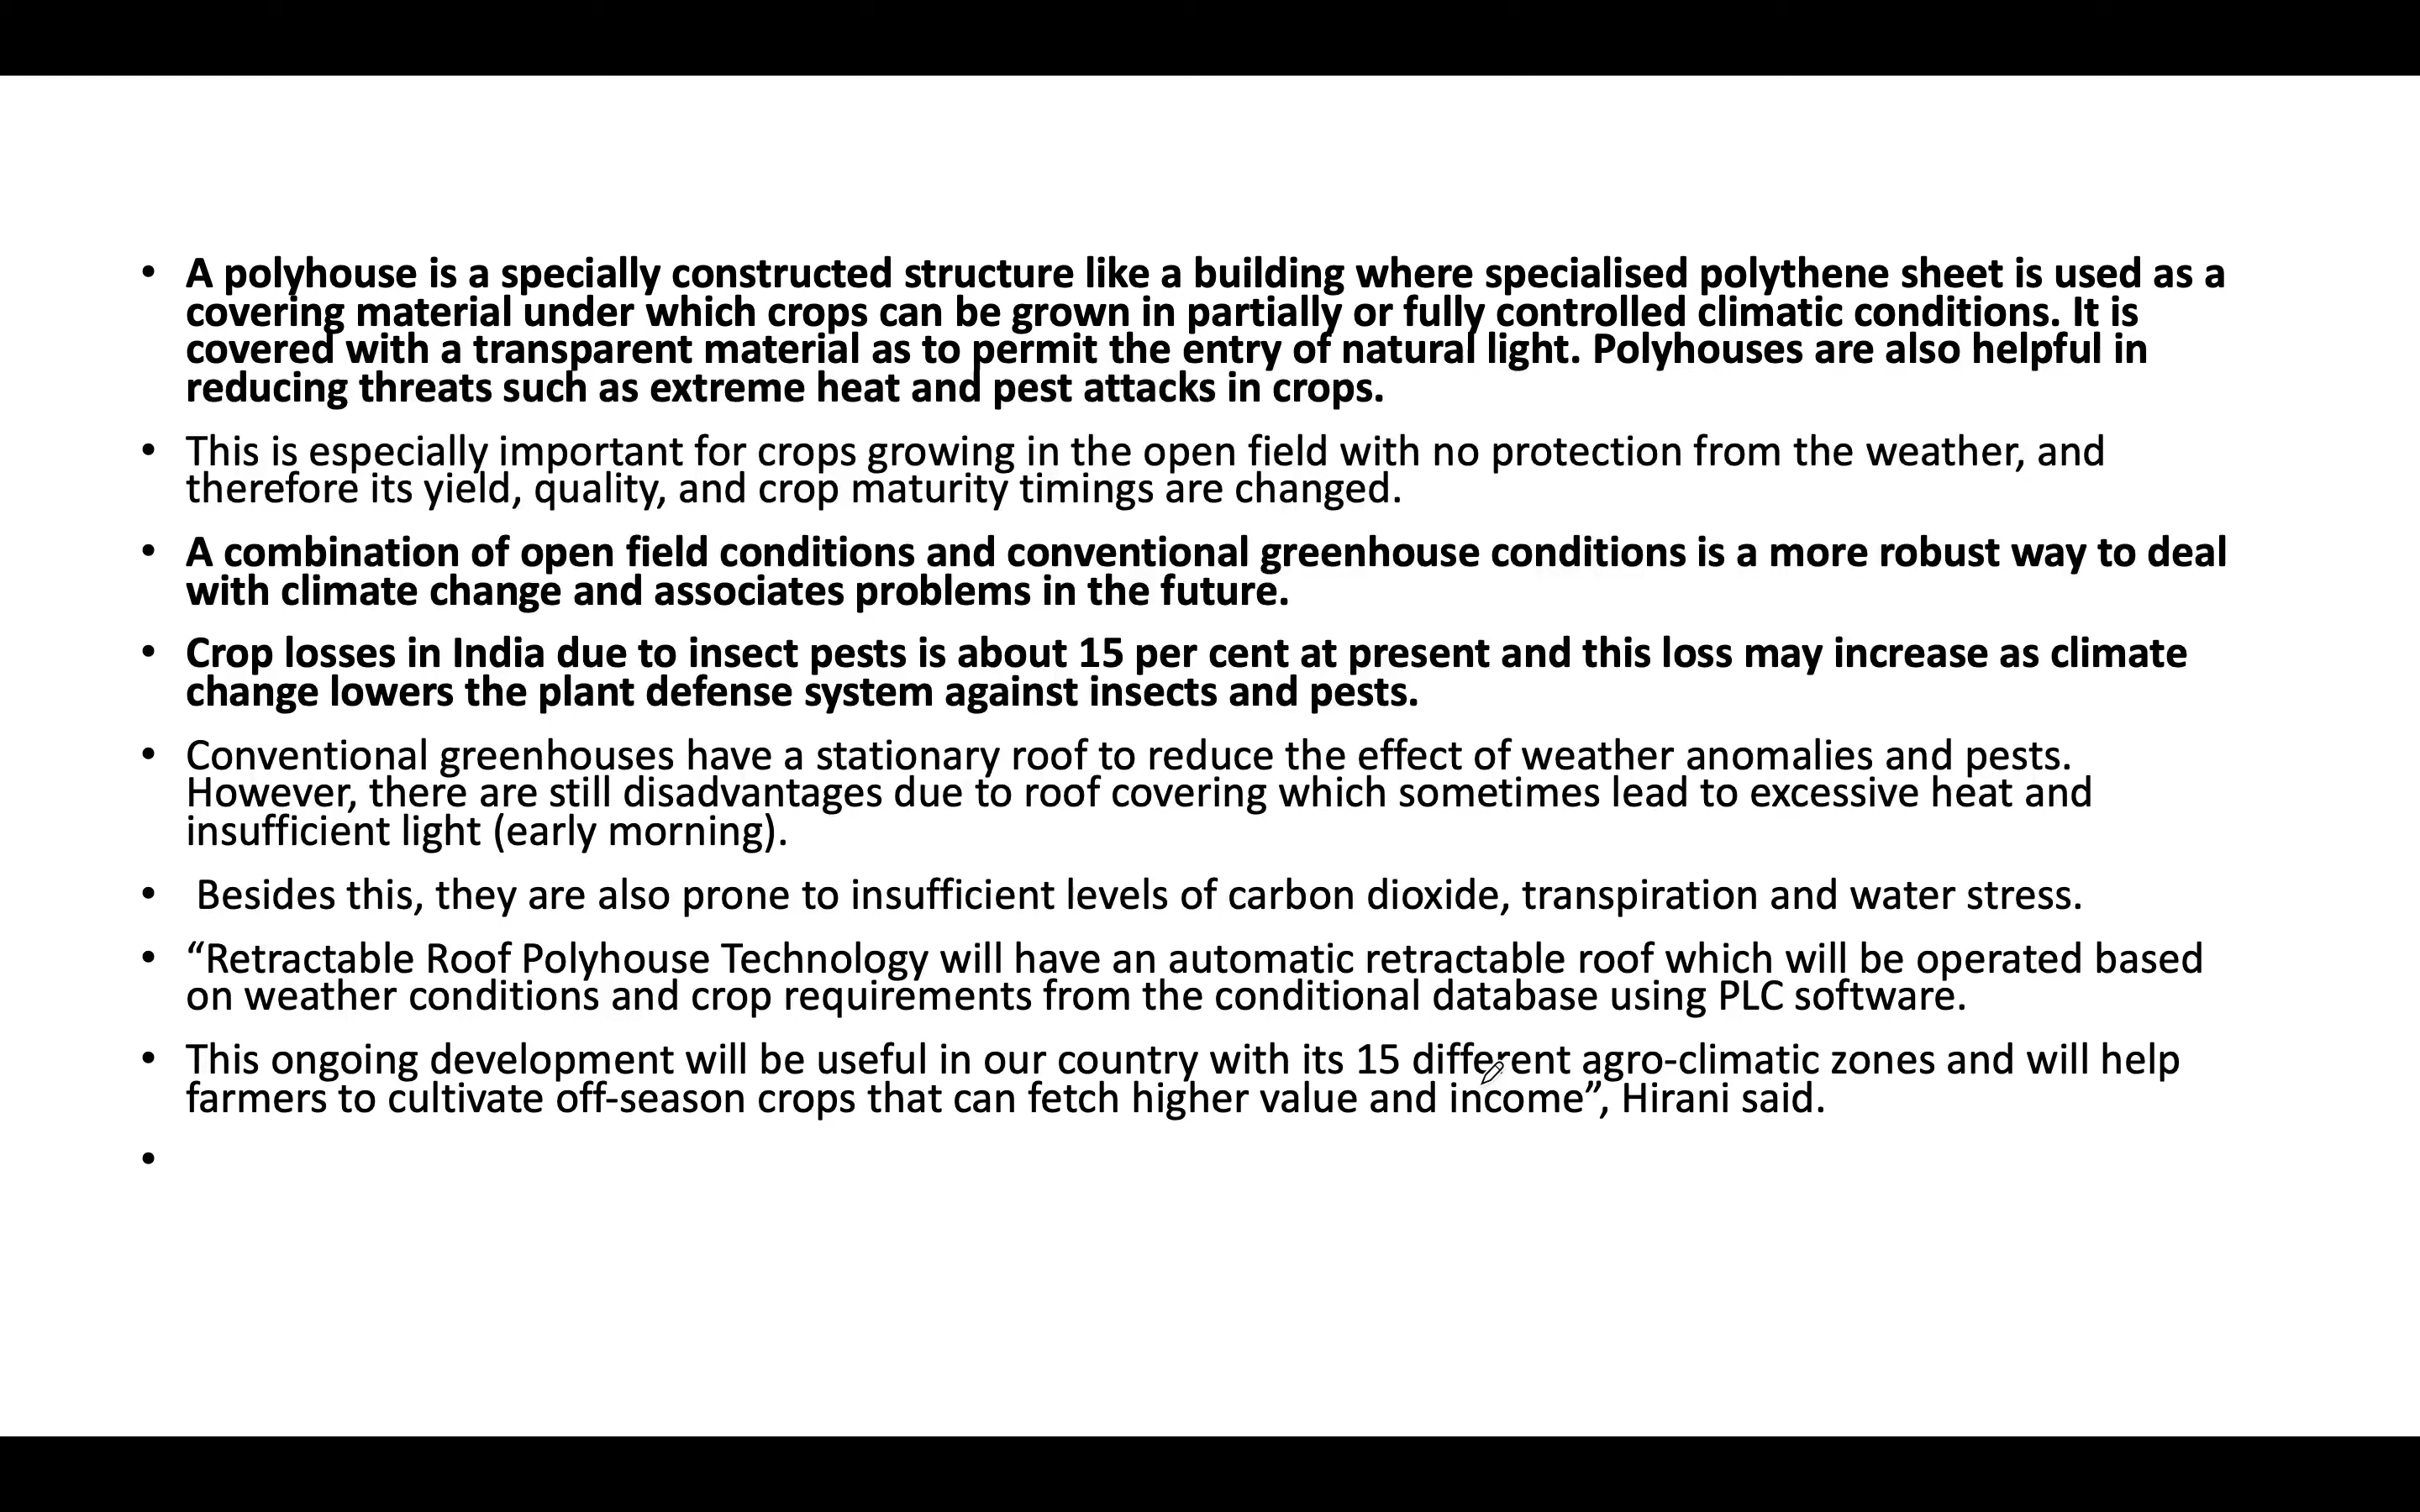 • A polyhouse is a specially constructed structure like a building where specialised polythene sheet is used as a
covering material under which crops can be grown in partially or fully controlled climatic conditions. It is
covered with a transparent material as to permit the entry of natural light. Polyhouses are also helpful in
reducing threats such as extreme heat and pest attacks in crops.
• This is especially important for crops growing in the open field with no protection from the weather, and
therefore its yield, quality, and crop maturity timings are changed.
• A combination of open field conditions and conventional greenhouse conditions is a more robust way to deal
with climate change and associates problems in the future.
• Crop losses in India due to insect pests is about 15 per cent at present and this loss may increase as climate
change lowers the plant defense system against insects and pests.
• Conventional greenhouses have a stationary roof to reduce the effect of weather anomalies and pests.
However, there are still disadvantages due to roof covering which sometimes lead to excessive heat and
insufficient light (early morning).
• Besides this, they are also prone to insufficient levels of carbon dioxide, transpiration and water stress.
• “Retractable Roof Polyhouse Technology will have an automatic retractable roof which will be operated based
on weather conditions and crop requirements from the conditional database using PLC software.
• This ongoing development will be useful in our country with its 15 different agro-climatic zones and will help
farmers to cultivate off-season crops that can fetch higher value and income”, Hirani said.
•